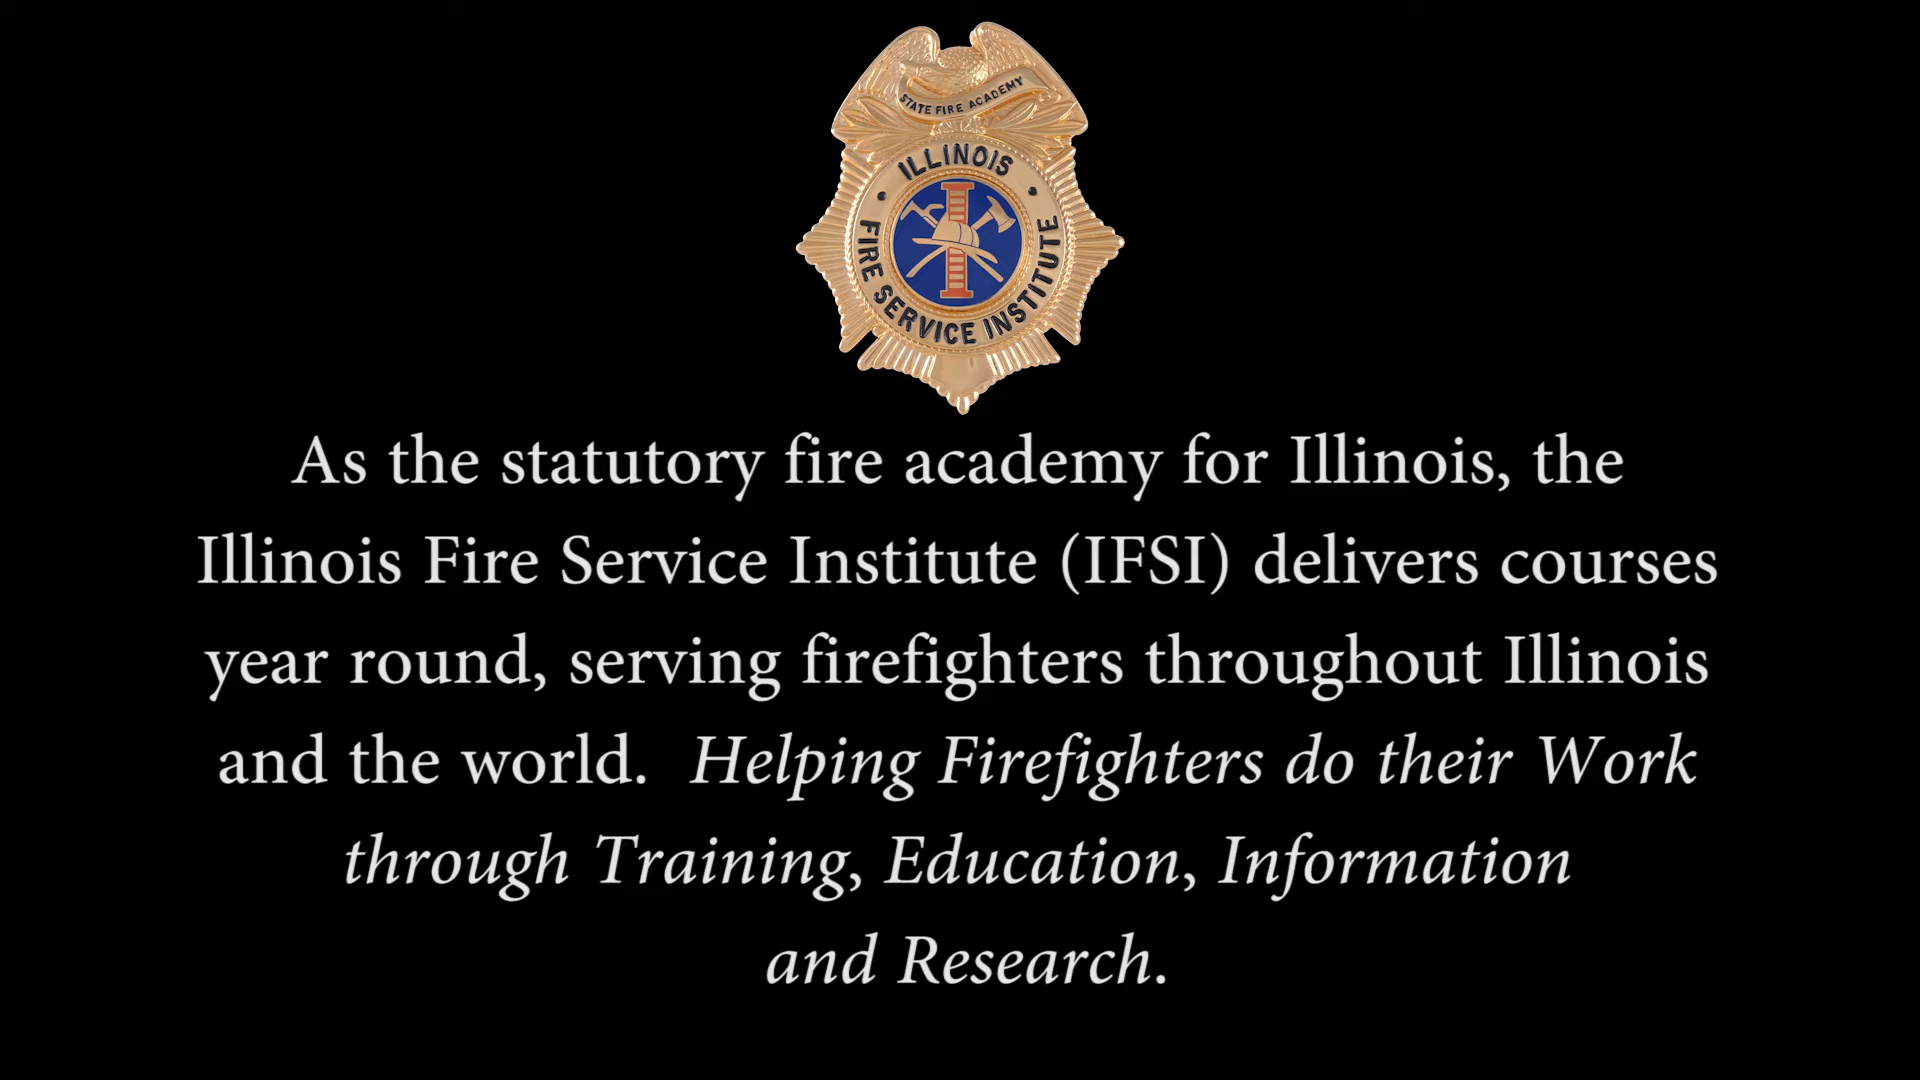 STATE FIRE ACADEMY
ILLINOIS
FIRE SERVICE INSTITUTE
As the statutory fire academy for Illinois, the
Illinois Fire Service Institute (IFSI) delivers courses
year round, serving firefighters throughout Illinois
and the world. Helping Firefighters do their Work
through Training, Education, Information
and Research.